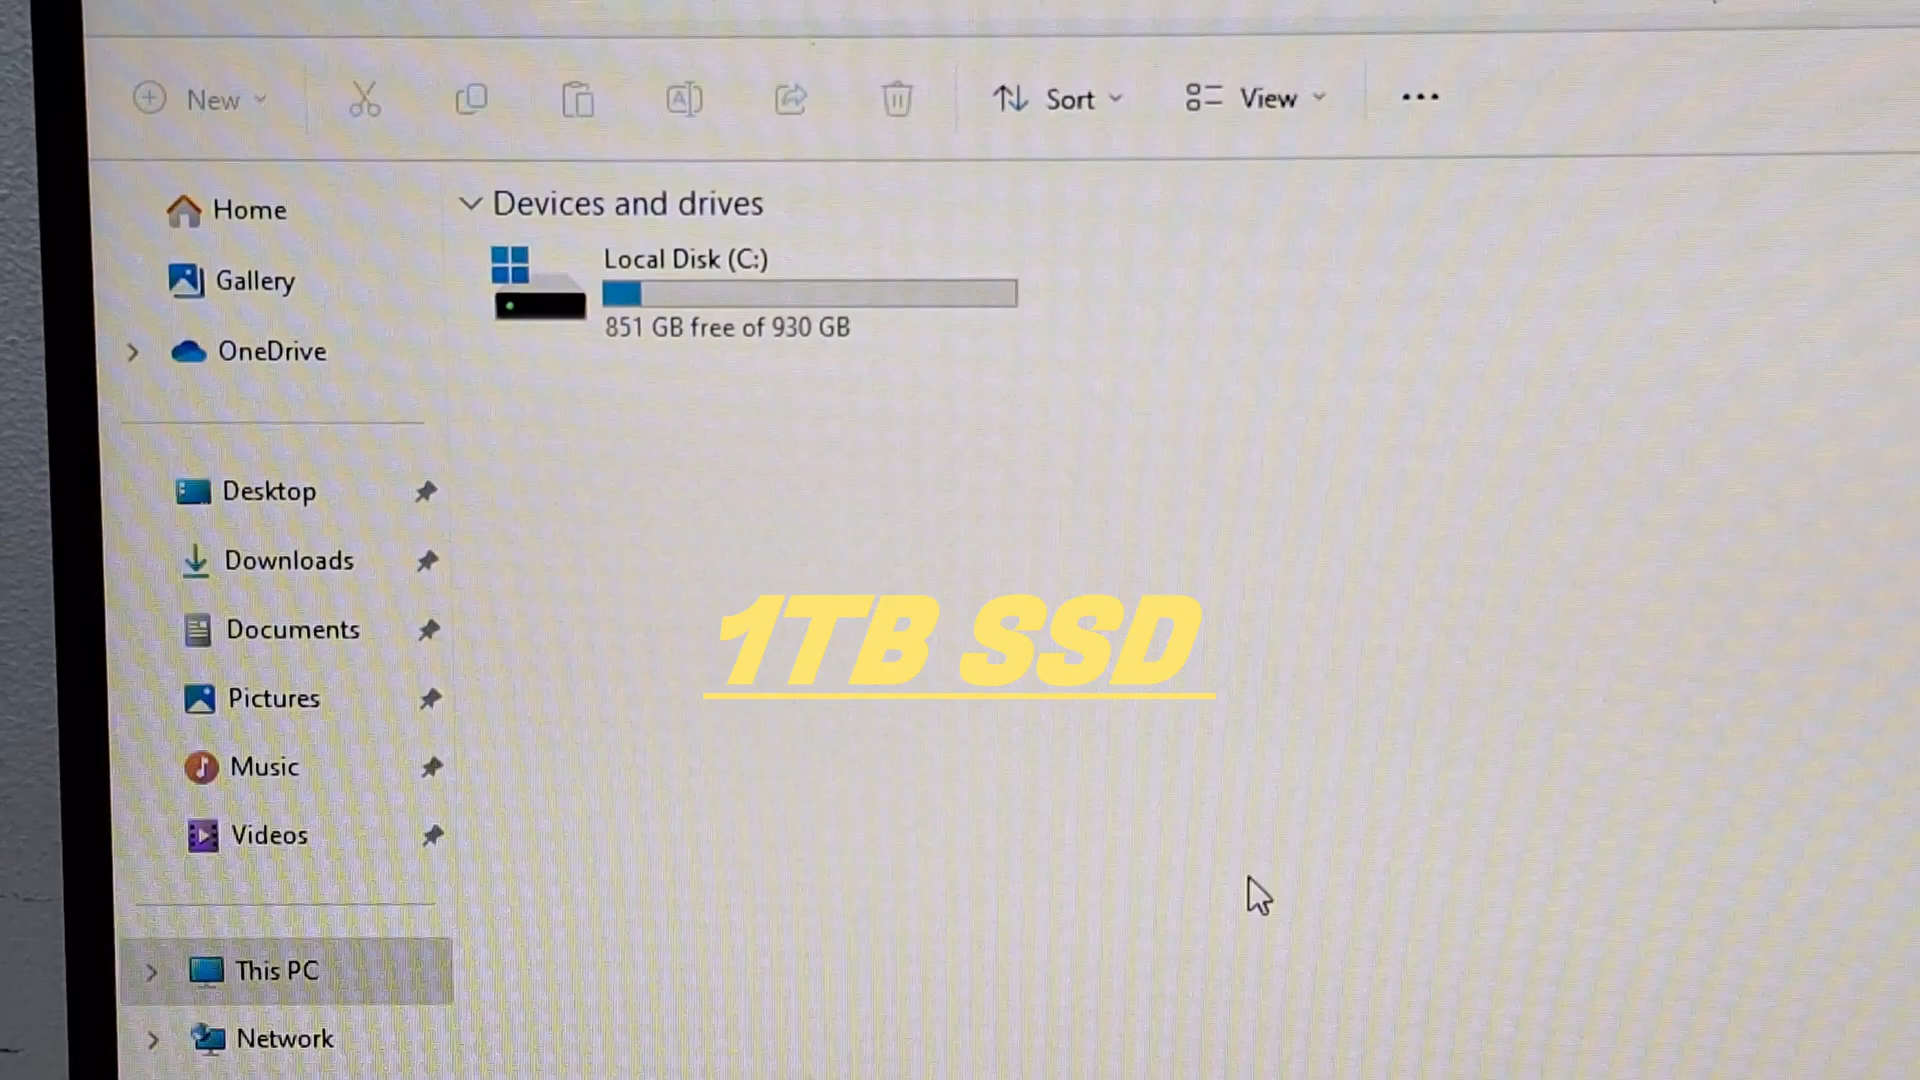 New
Sort
View
Home
Gallery
OneDrive
Desktop
Downloads
Documents
Pictures
Music
Videos
This PC
Network
Devices and drives
Local Disk (C:)
851 GB free of 930 GB
1TB SSD